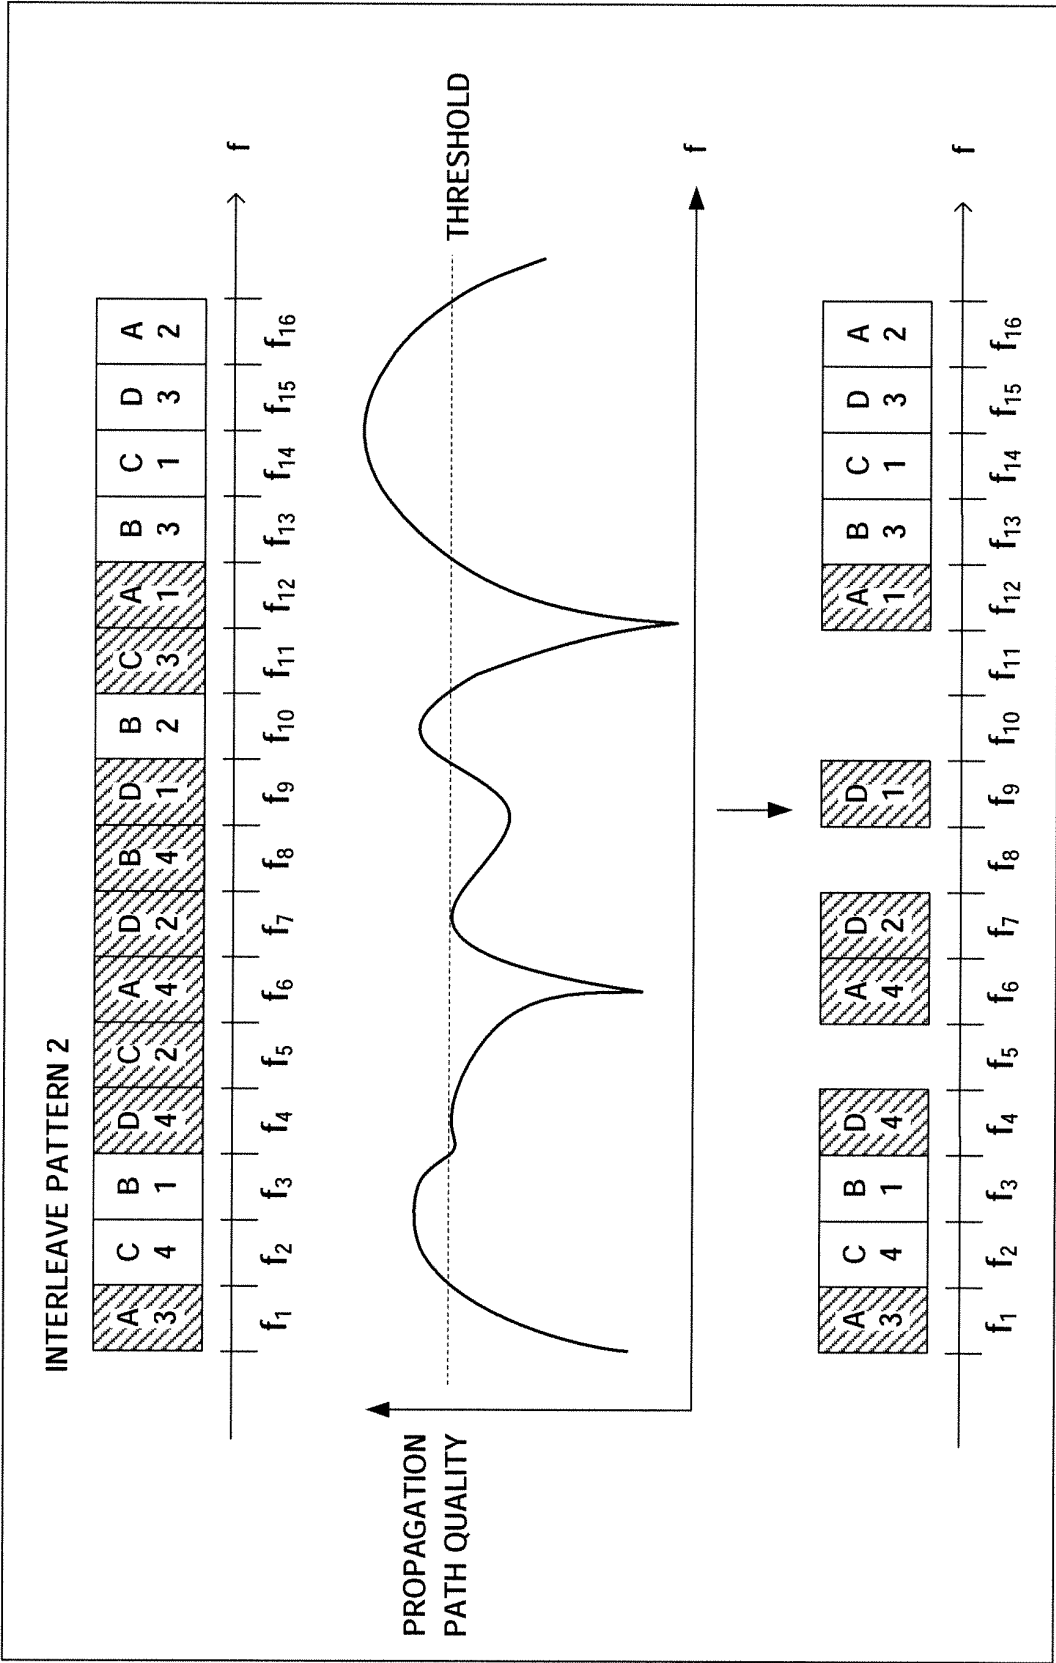 INTERLEAVE PATTERN 2
A C B D C A D B D B C A B C D A
3 4 1 4 2 4 2 4 1 2 3 1 3 1 3 2
f
f1 f2 f3 f4 f5 f6 f7 f8 f9 f10 f11 f12 f13 f14 f15 f16
PROPAGATION
PATH QUALITY
THRESHOLD
f
A C B D A D D A B C D A
3 4 1 4 4 2 1 1 3 1 3 2
f
f1 f2 f3 f4 f5 f6 f7 f8 f9 f10 f11 f12 f13 f14 f15 f16